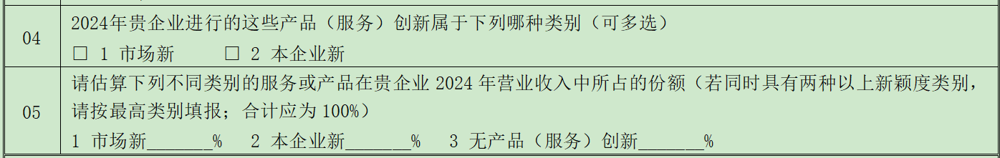 04
2024年贵企业进行的这些产品（服务）创新属于下列哪种类别（可多选）
□ 1 市场新 □ 2 本企业新
05
请估算下列不同类别的服务或产品在贵企业 2024 年营业收入中所占的份额（若同时具有两种以上新颖度类别，
请按最高类别填报；合计应为 100%）
1 市场新_______% 2 本企业新_______% 3 无产品（服务）创新_______%